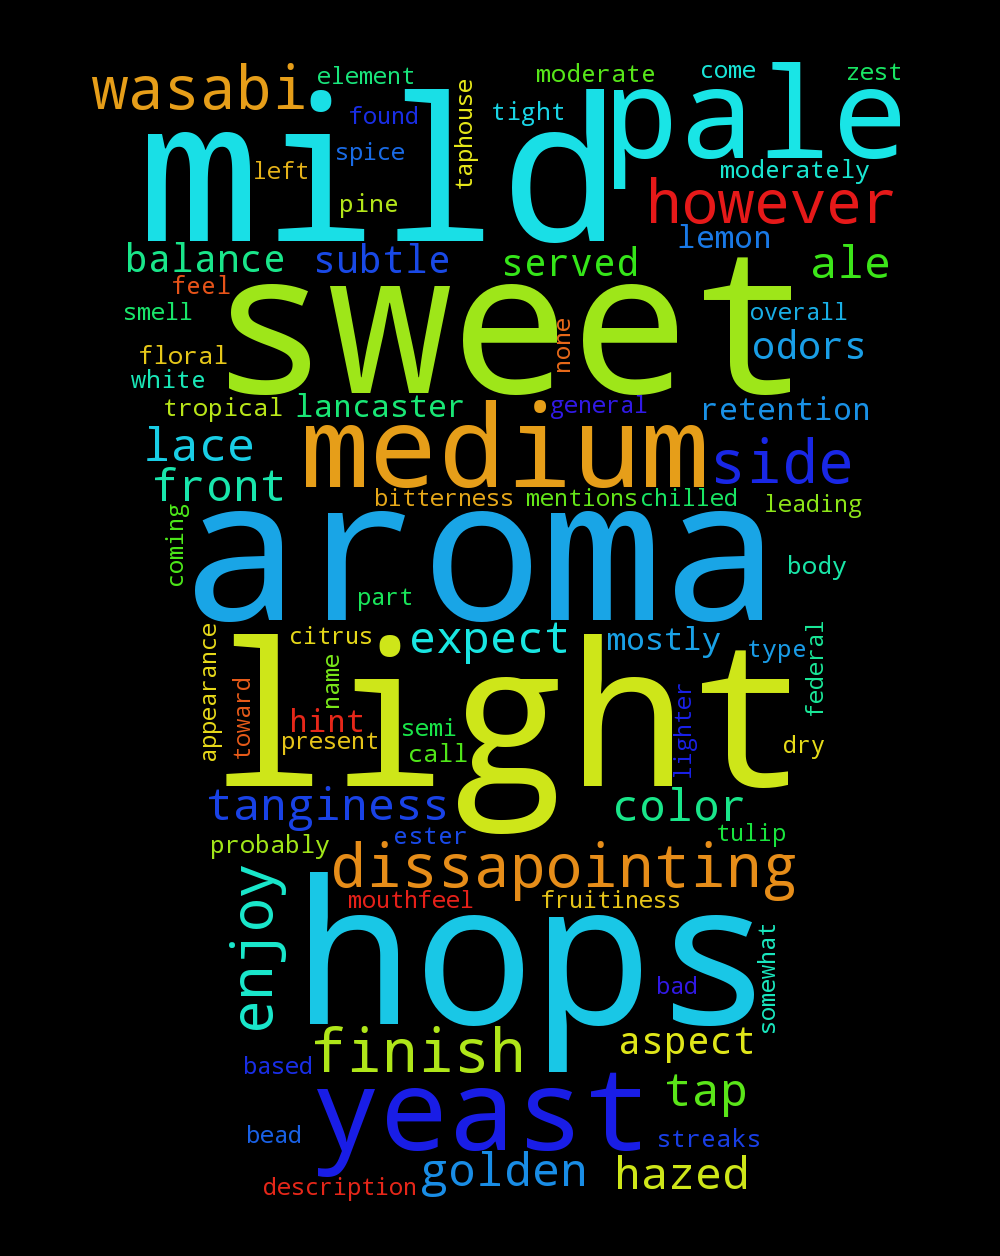 wasabi
element
moderate
come
zest
pale
mild
found
taphouse
tight
spice
left
moderately
pine
however
lemon
balance
subtle
served
ale
feel
sweet
smell
overall
none
odors
floral
white
tropical
lancaster
general
retention
medium
lace
side
front
bitterness
mentions
chilled
leading
coming
aroma
body
part
citrus
expect
mostly
type
federal
appearance
light
name
toward
hint
semi
lighter
present
call
dry
tanginess
color
ester
tulip
probably
dissapointing
enjoy
mouthfeel
fruitiness
hops
somewhat
bad
finish
aspect
based
yeast
tap
bead
streaks
golden
hazed
description